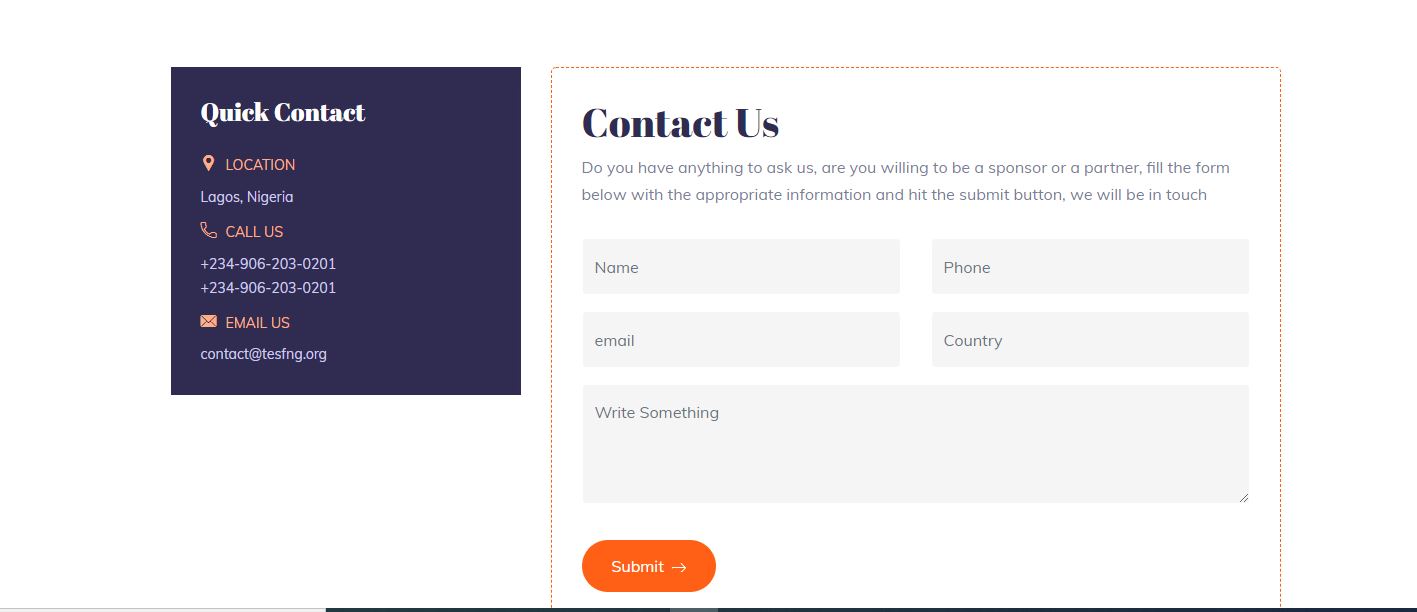 Quick Contact
LOCATION
Lagos, Nigeria
CALL US
+234-906-203-0201
+234-906-203-0201
EMAIL US
contact@tesfng.org
Contact Us
Do you have anything to ask us, are you willing to be a sponsor or a partner, fill the form
below with the appropriate information and hit the submit button, we will be in touch
Name
Phone
email
Country
Write Something
Submit →